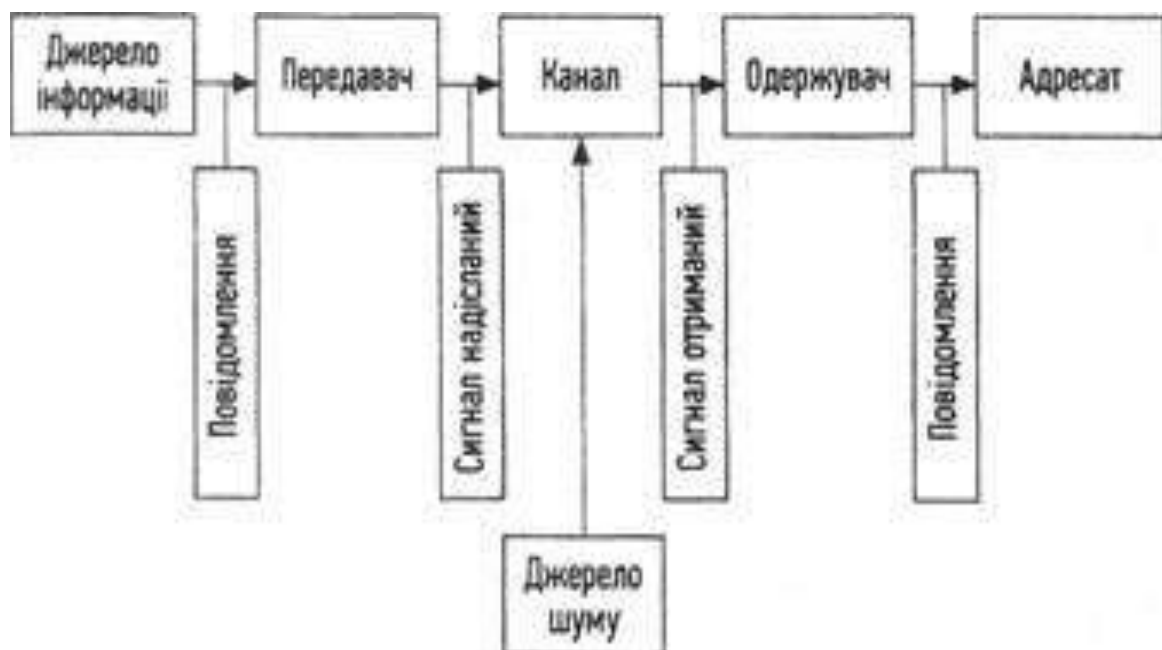 Джерело
інформації
Передавач
Канал
Одержувач
Адресат
Повідомлення
Сигнал надісланий
Сигнал отриманий
Повідомлення
Джерело
шуму